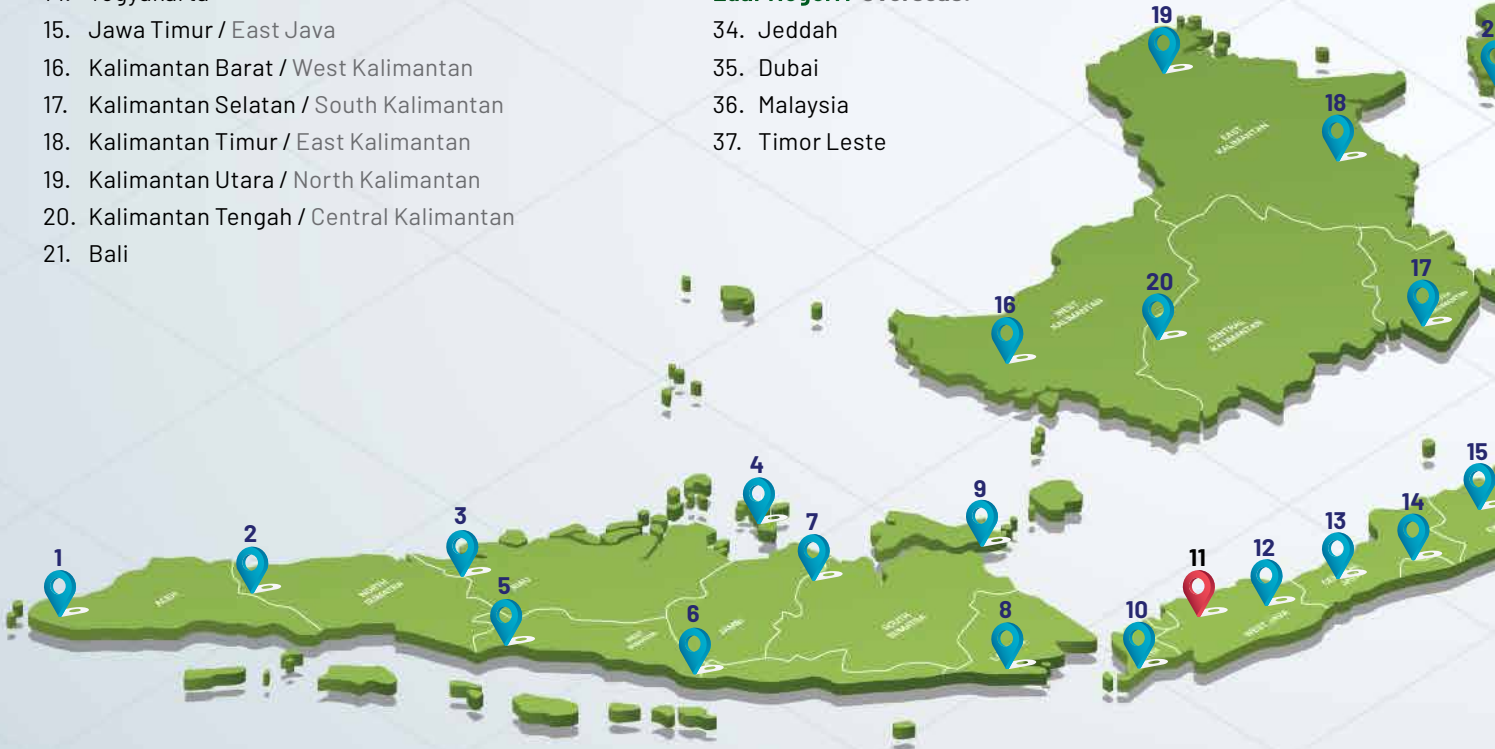 15. Jawa Timur / East Java
16. Kalimantan Barat / West Kalimantan
17. Kalimantan Selatan / South Kalimantan
18. Kalimantan Timur / East Kalimantan
19. Kalimantan Utara / North Kalimantan
20. Kalimantan Tengah / Central Kalimantan
21. Bali
34. Jeddah
35. Dubai
36. Malaysia
37. Timor Leste
19
18
EAST
KALIMANTAN
17
20
16
WEST
KALIMANTAN
CENTRAL
KALIMANTAN
15
4
9
14
3
7
13
2
12
1
11
5
8
10
6
ACEH
NORTH
SUMATRA
JAMBI
SOUTH
SUMATRA
WEST JAVA